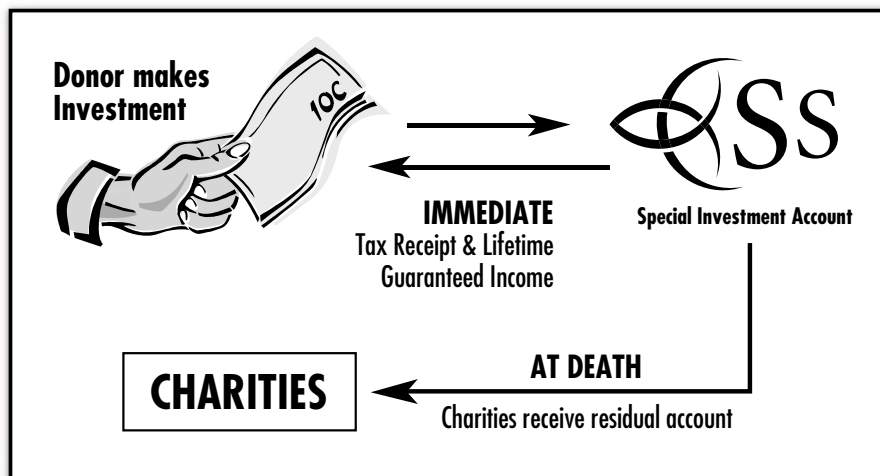 Donor makes
Investment
10C
CSS
Special Investment Account
IMMEDIATE
Tax Receipt & Lifetime
Guaranteed Income
AT DEATH
CHARITIES
Charities receive residual account